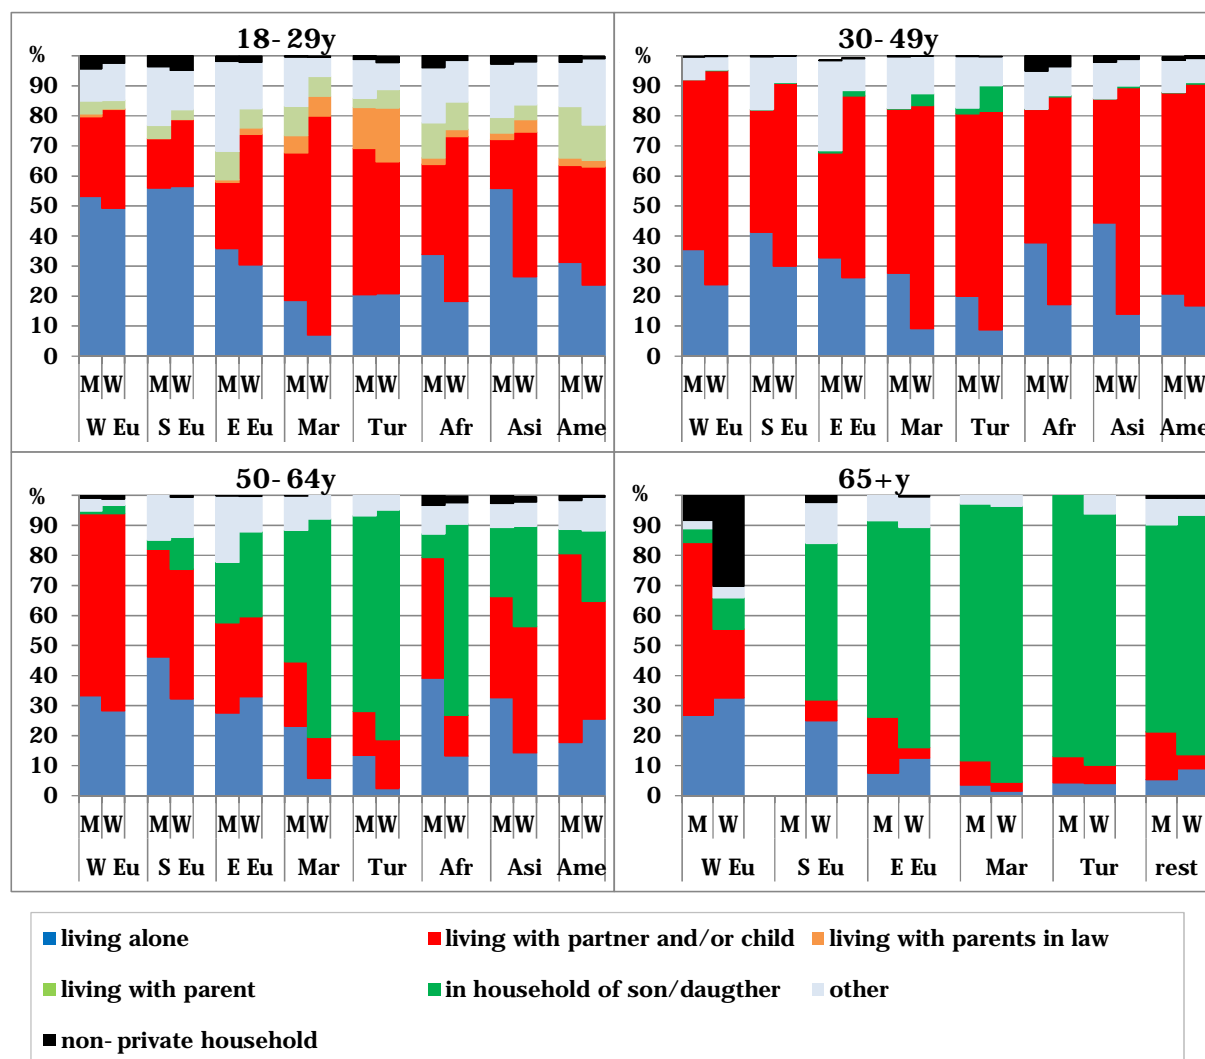 18-29y
%
90
80
70
60
50
40
30
20
10
0
M W M W M W M W M W M W M W M W
W Eu S Eu E Eu Mar Tur Afr Asi Ame
30-49y
%
90
80
70
60
50
40
30
20
10
0
M W M W M W M W M W M W M W M W
W Eu S Eu E Eu Mar Tur Afr Asi Ame
50-64y
%
90
80
70
60
50
40
30
20
10
0
M W M W M W M W M W M W M W M W
W Eu S Eu E Eu Mar Tur Afr Asi Ame
65+y
%
90
80
70
60
50
40
30
20
10
0
M W M W M W M W M W M W
W Eu S Eu E Eu Mar Tur rest
living alone
living with partner and/or child
living with parents in law
living with parent
in household of son/daugther
other
non-private household